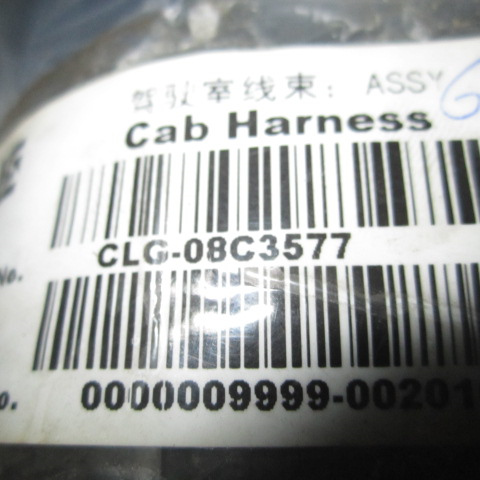 驾驶室线束: ASSY
Cab Harness
No. CLG-08C3577
o. 0000009999-00201